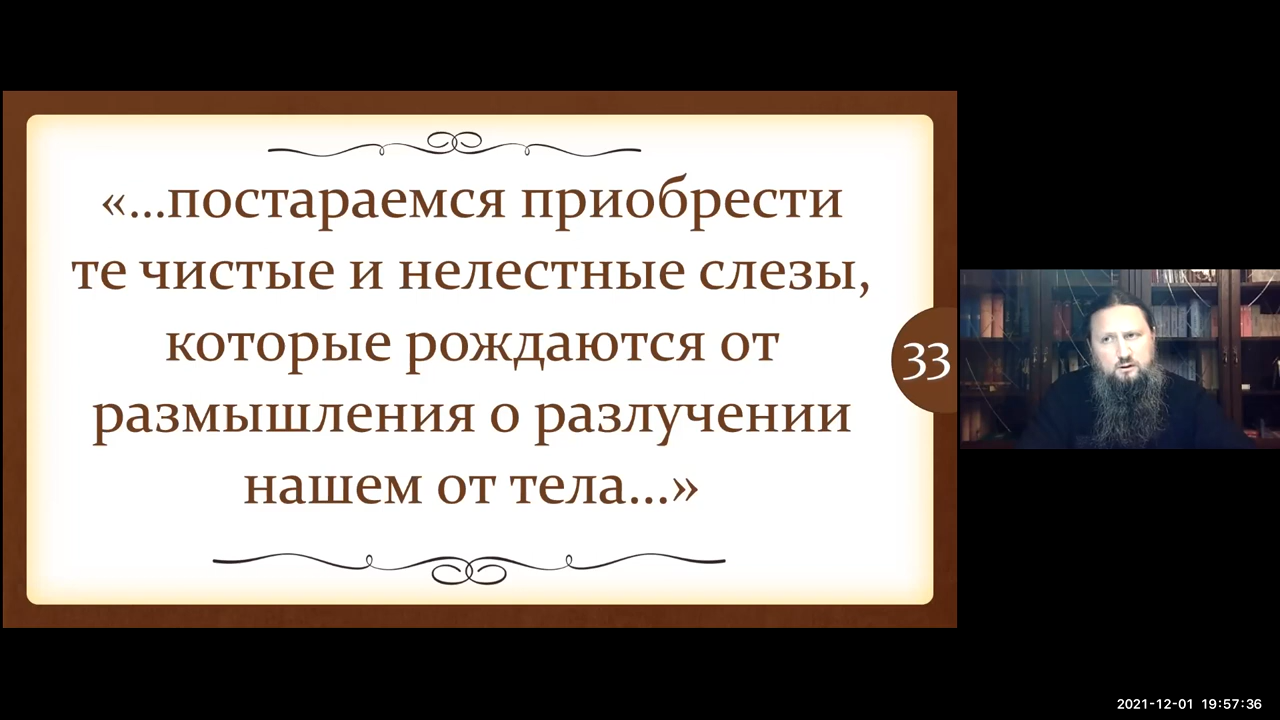 «...постараемся приобрести
те чистые и нелестные слезы,
которые рождаются от
размышления о разлучении
нашем от тела...»
33
2021-12-01 19:57:36